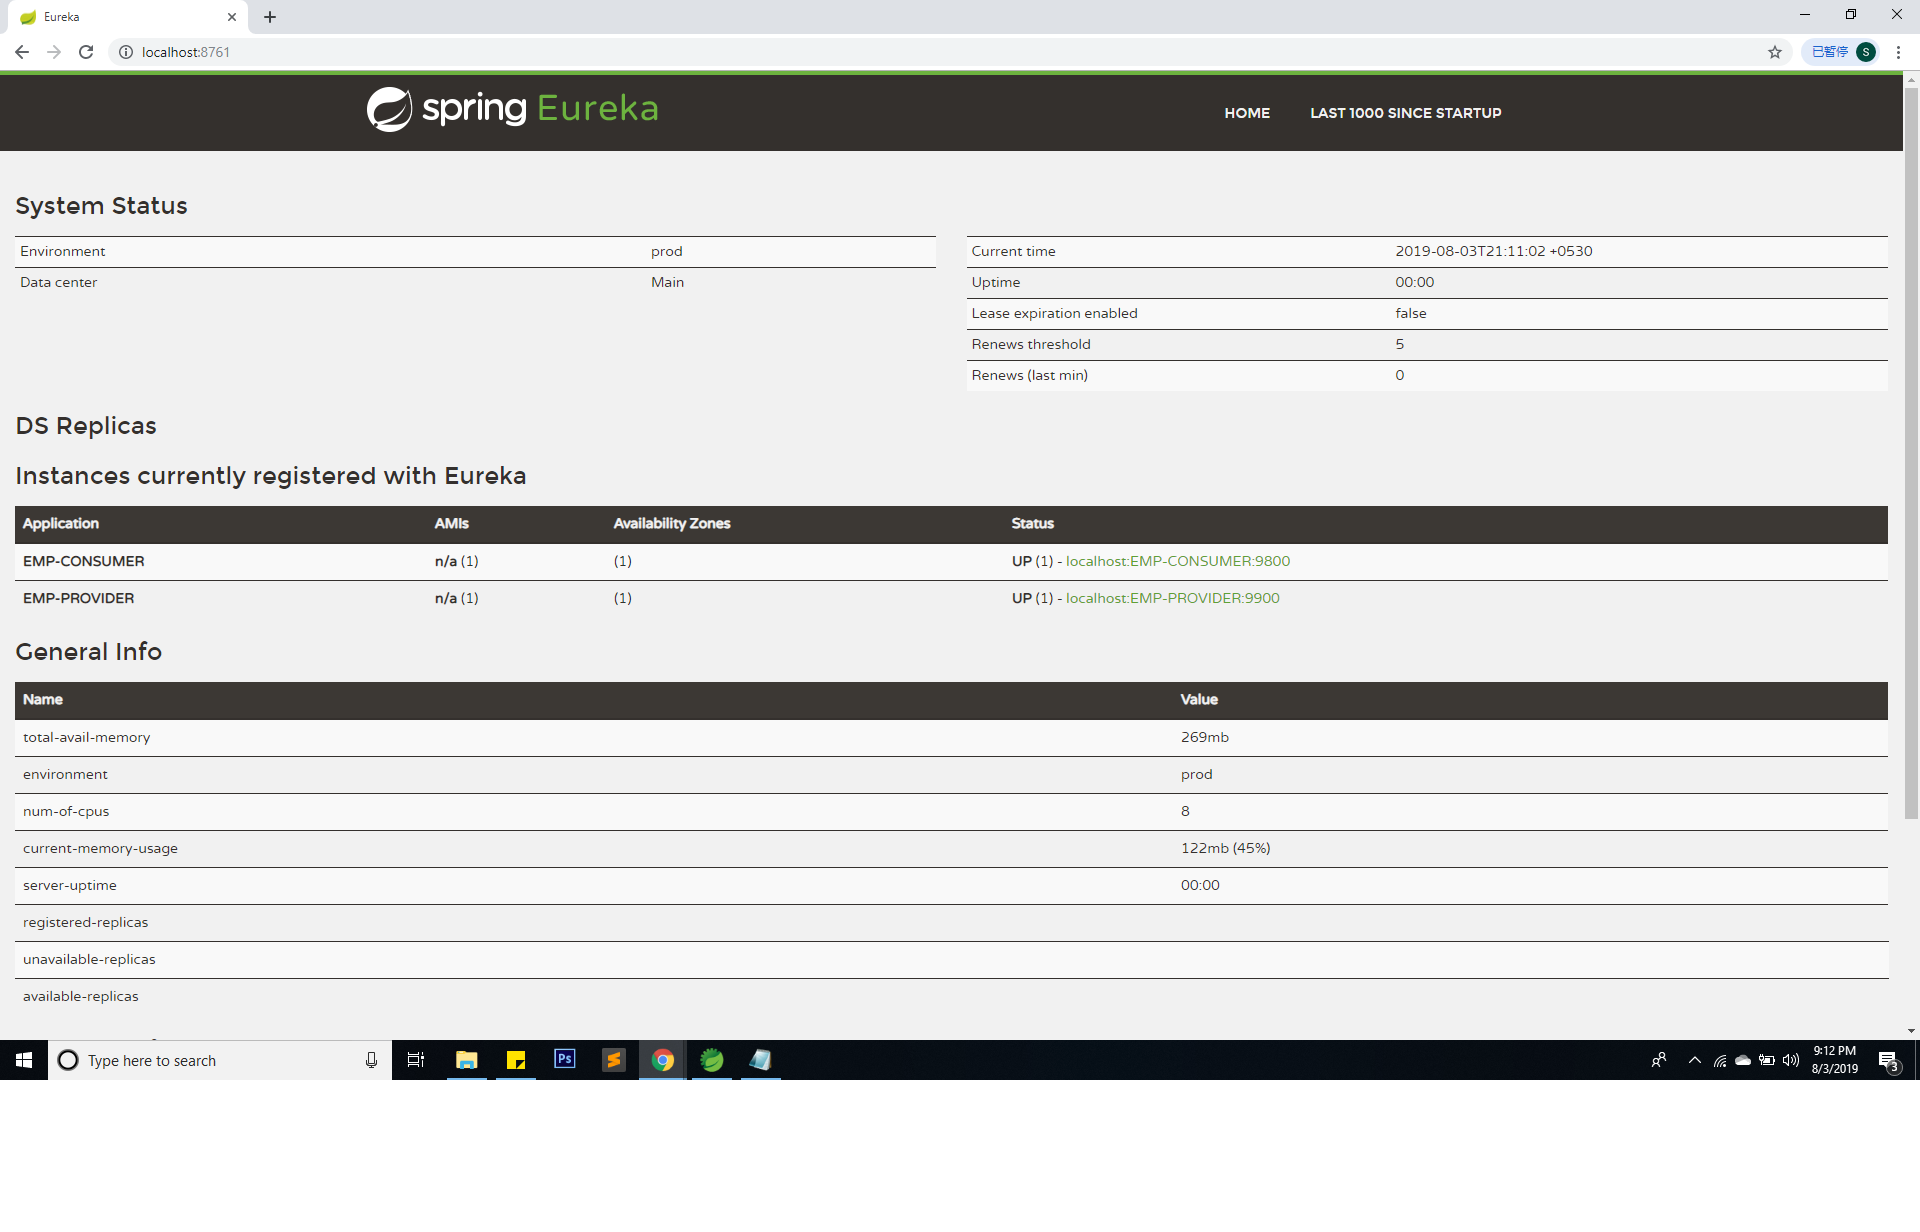 Eureka
localhost:8761
已暂停 S
spring Eureka
HOME LAST 1000 SINCE STARTUP
System Status
Environment prod
Data center Main
Current time 2019-08-03T21:11:02 +0530
Uptime 00:00
Lease expiration enabled false
Renews threshold 5
Renews (last min) 0
DS Replicas
Instances currently registered with Eureka
Application AMIs Availability Zones Status
EMP-CONSUMER n/a (1) (1) UP (1) - localhost:EMP-CONSUMER:9800
EMP-PROVIDER n/a (1) (1) UP (1) - localhost:EMP-PROVIDER:9900
General Info
Name Value
total-avail-memory 269mb
environment prod
num-of-cpus 8
current-memory-usage 122mb (45%)
server-uptime 00:00
registered-replicas
unavailable-replicas
available-replicas
Type here to search
Ps
9:12 PM
8/3/2019
3